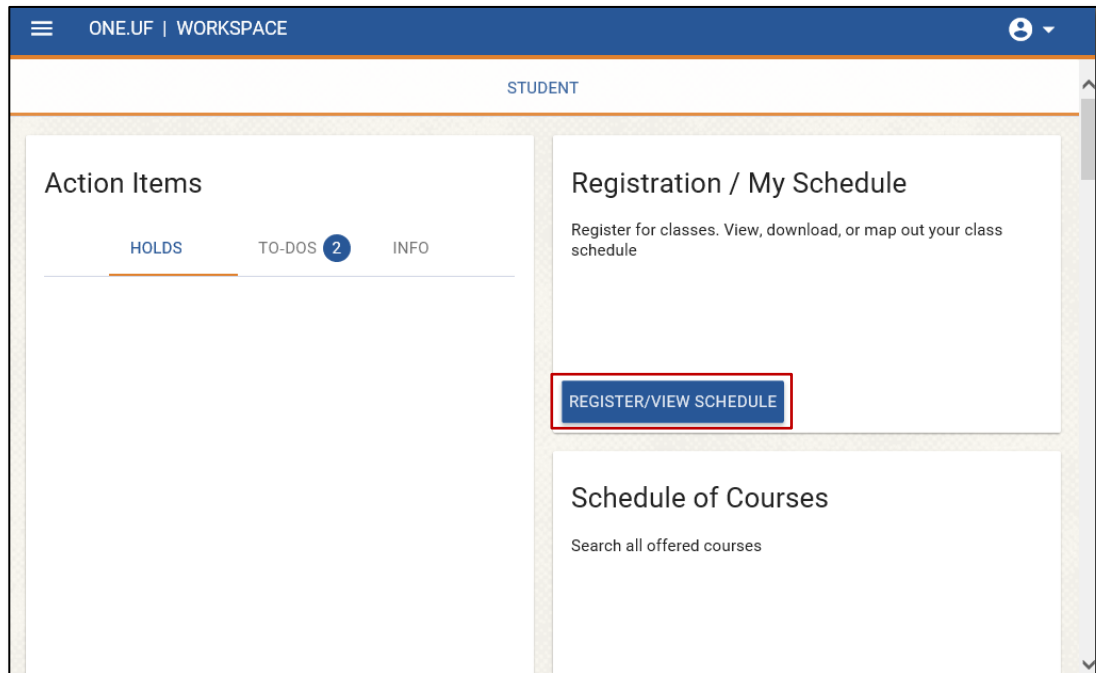 ONE.UF | WORKSPACE
STUDENT
Action Items
HOLDS TO-DOS 2 INFO
Registration / My Schedule
Register for classes. View, download, or map out your class
schedule
REGISTER/VIEW SCHEDULE
Schedule of Courses
Search all offered courses